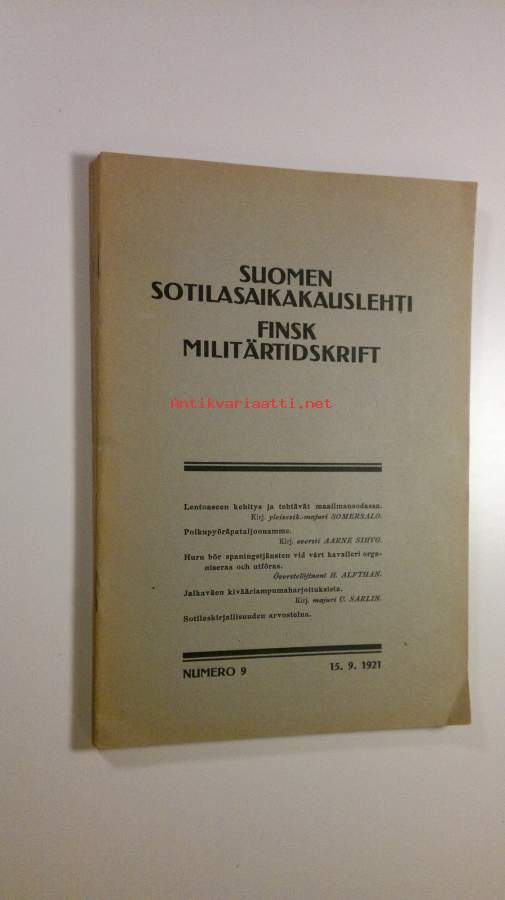 SUOMEN
SOTILASAIKAKAUSLEHTI
FINSK
MILITÄRTIDSKRIFT
Antikvariaatti.net
Lentoaseen kehitys ja tehtävät maailmansodassa.
Kirj. yleisesik.-majuri SOMERSALO.
Polkupyöräpataljoonamme.
Kirj. eversti AARNE SIHVO.
Huru bör spaningstjänsten vid vårt kavalleri orga-
niseras och utföras.
Överstelöjtnant H. ALFTHAN.
Jalkaväen kivääriampumaharjoituksista.
Kirj. majuri U. SARLIN.
Sotilaskirjallisuuden arvostelua.
NUMERO 9
15. 9. 1921